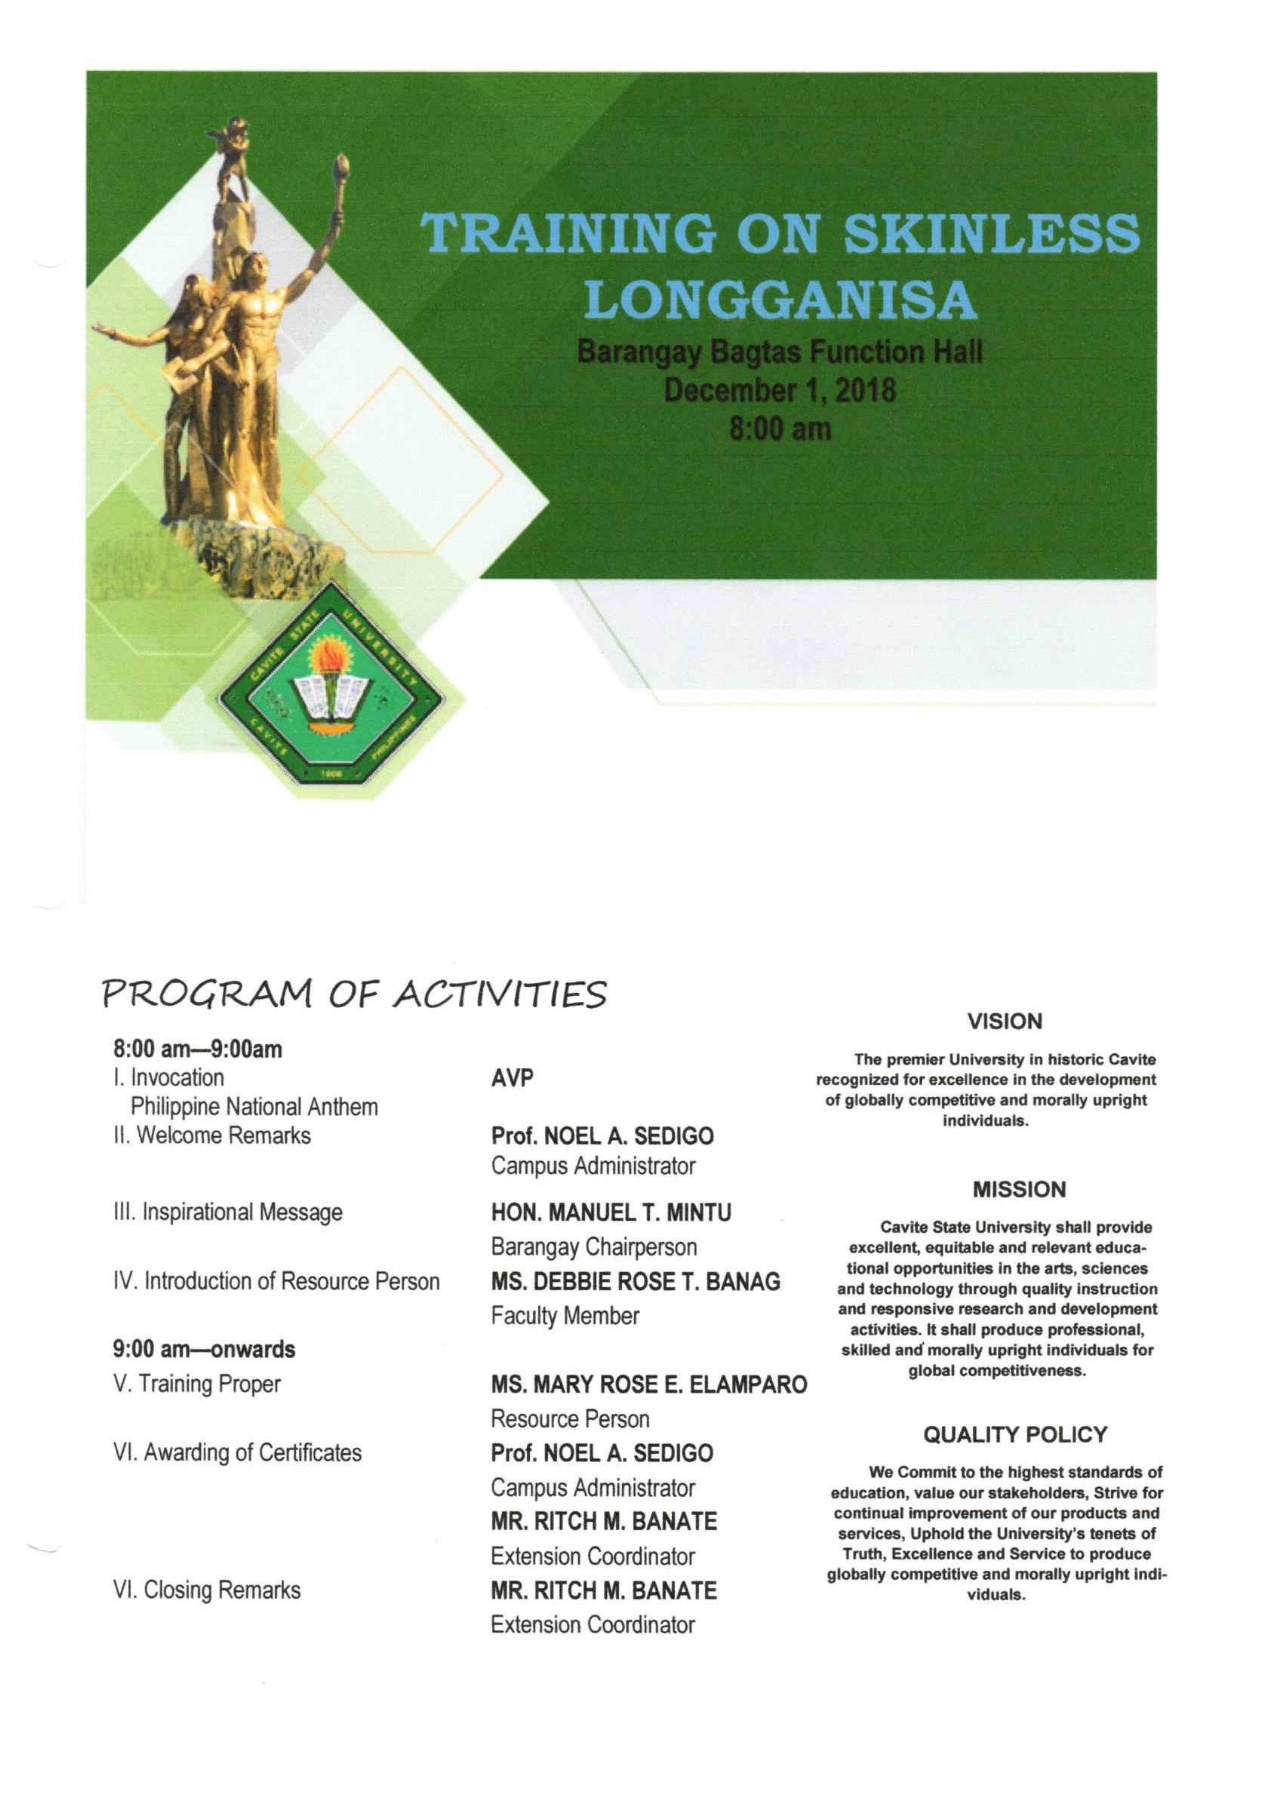 TRAINING ON SKINLESS
LONGGANISA
Barangay Bagtas Function Hall
December 1, 2018
8:00 am
CAVITE STATE UNIVERSITY
CAVITE 1906 PHILIPPINES
PROGRAM OF ACTIVITIES
8:00 am—9:00am
I. Invocation AVP
Philippine National Anthem
II. Welcome Remarks Prof. NOEL A. SEDIGO
Campus Administrator
III. Inspirational Message HON. MANUEL T. MINTU
Barangay Chairperson
IV. Introduction of Resource Person MS. DEBBIE ROSE T. BANAG
Faculty Member
9:00 am—onwards
V. Training Proper MS. MARY ROSE E. ELAMPARO
Resource Person
VI. Awarding of Certificates Prof. NOEL A. SEDIGO
Campus Administrator
MR. RITCH M. BANATE
Extension Coordinator
VI. Closing Remarks MR. RITCH M. BANATE
Extension Coordinator
VISION
The premier University in historic Cavite
recognized for excellence in the development
of globally competitive and morally upright
individuals.
MISSION
Cavite State University shall provide
excellent, equitable and relevant educa-
tional opportunities in the arts, sciences
and technology through quality instruction
and responsive research and development
activities. It shall produce professional,
skilled and morally upright individuals for
global competitiveness.
QUALITY POLICY
We Commit to the highest standards of
education, value our stakeholders, Strive for
continual improvement of our products and
services, Uphold the University's tenets of
Truth, Excellence and Service to produce
globally competitive and morally upright indi-
viduals.